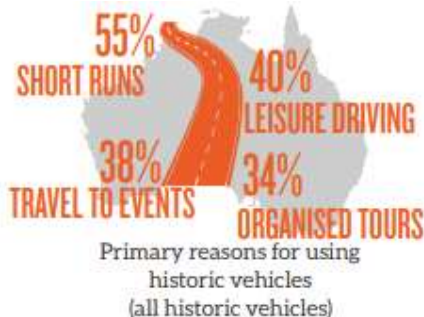 55%
SHORT RUNS
40%
LEISURE DRIVING
38%
TRAVEL TO EVENTS
34%
ORGANISED TOURS
Primary reasons for using
historic vehicles
(all historic vehicles)